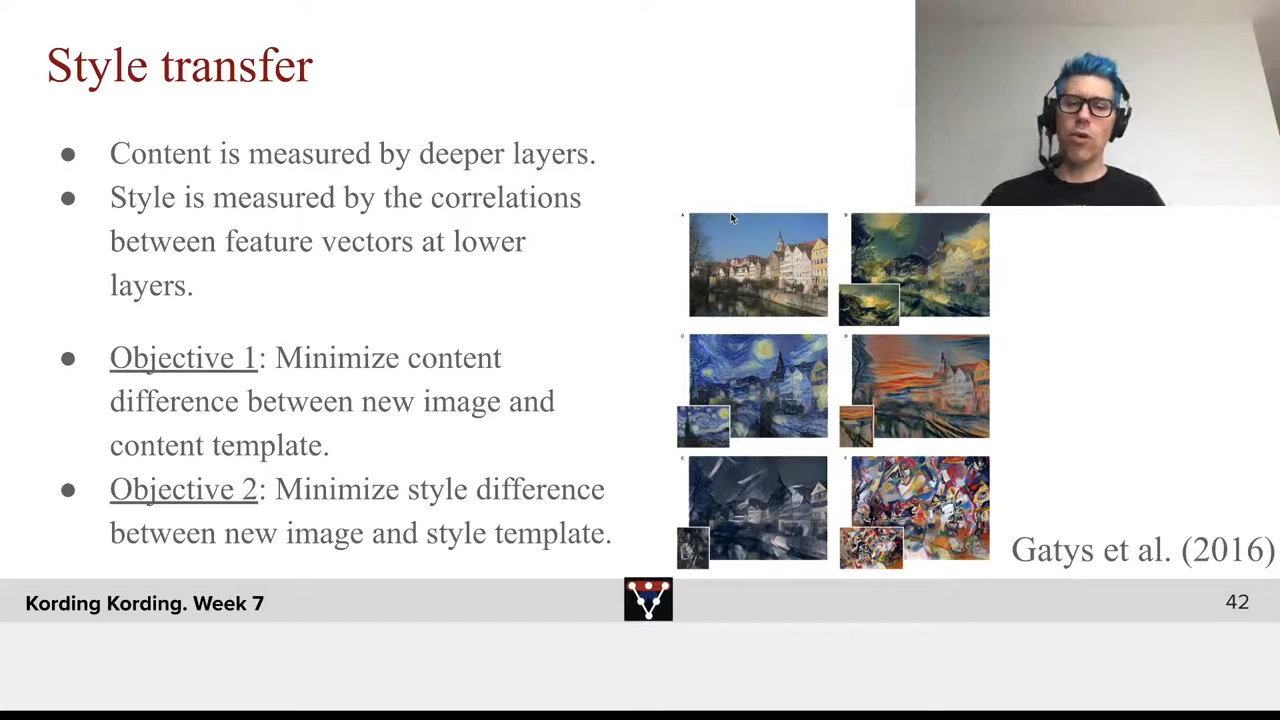 Style transfer
● Content is measured by deeper layers.
● Style is measured by the correlations
between feature vectors at lower
layers.
● Objective 1: Minimize content
difference between new image and
content template.
● Objective 2: Minimize style difference
between new image and style template.
A
B
C
D
E
F
Gatys et al. (2016)
Kording Kording. Week 7
42